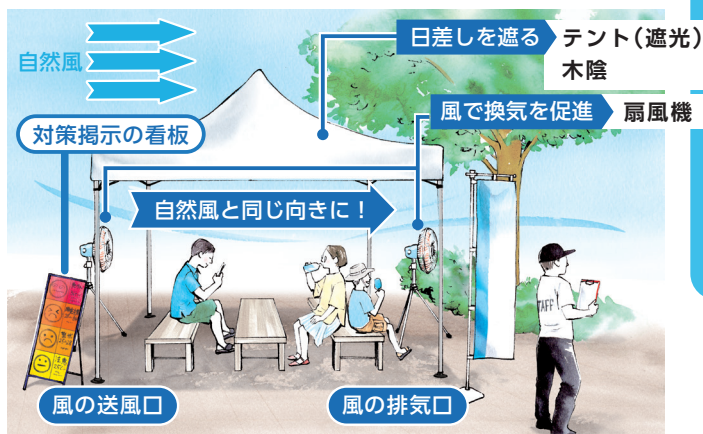 日差しを遮る
テント(遮光)
木陰
自然風
風で換気を促進
扇風機
対策掲示の看板
自然風と同じ向きに!
STAFF
風の送風口
風の排気口